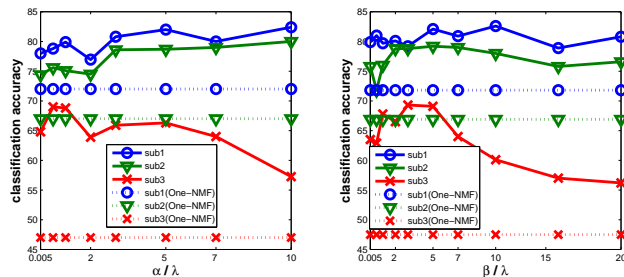 85
80
75
70
65
60
55
50
45
classification accuracy
sub1
sub2
sub3
sub1(One-NMF)
sub2(One-NMF)
sub3(One-NMF)
0.005 2 5 7 10
α / λ
85
80
75
70
65
60
55
50
45
classification accuracy
sub1
sub2
sub3
sub1(One-NMF)
sub2(One-NMF)
sub3(One-NMF)
0.005 2 5 7 10 15 20
β / λ